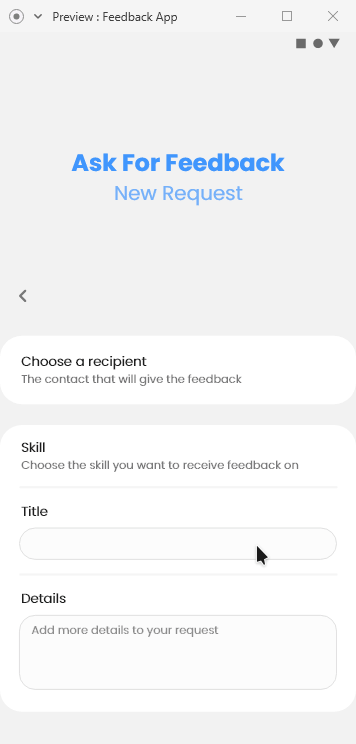 Preview : Feedback App
Ask For Feedback
New Request
Choose a recipient
The contact that will give the feedback
Skill
Choose the skill you want to receive feedback on
Title
Details
Add more details to your request